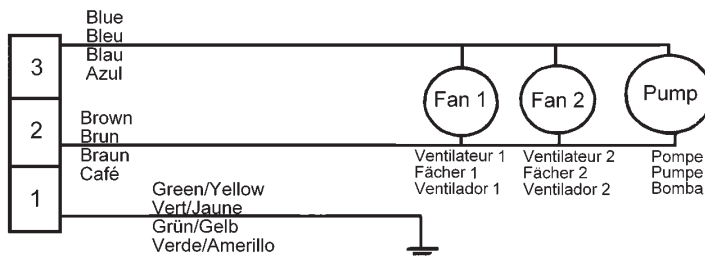 Blue
Bleu
Blau
Azul
3
2
1
Brown
Brun
Braun
Café
Green/Yellow
Vert/Jaune
Grün/Gelb
Verde/Amerillo
Fan 1
Ventilateur 1
Fächer 1
Ventilador 1
Fan 2
Ventilateur 2
Fächer 2
Ventilador 2
Pump
Pompe
Pumpe
Bomba